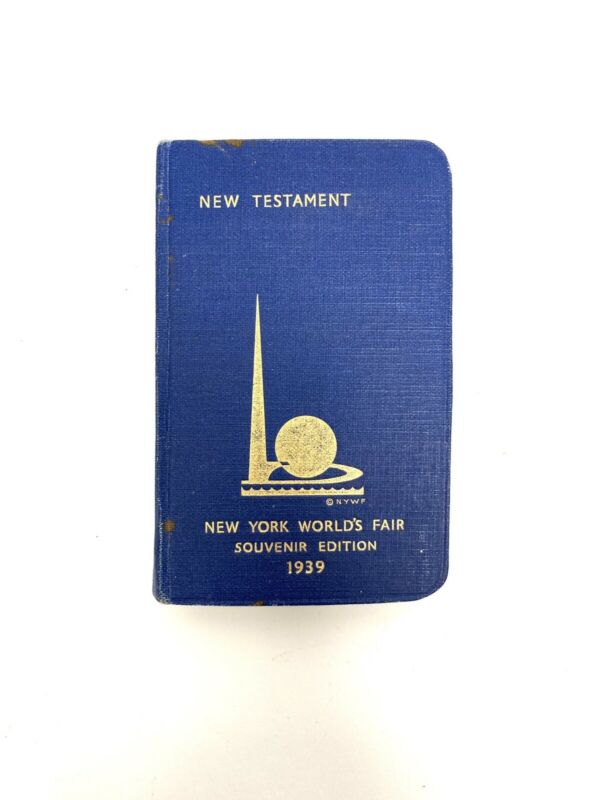 NEW TESTAMENT
© NYWF
NEW YORK WORLD'S FAIR
SOUVENIR EDITION
1939